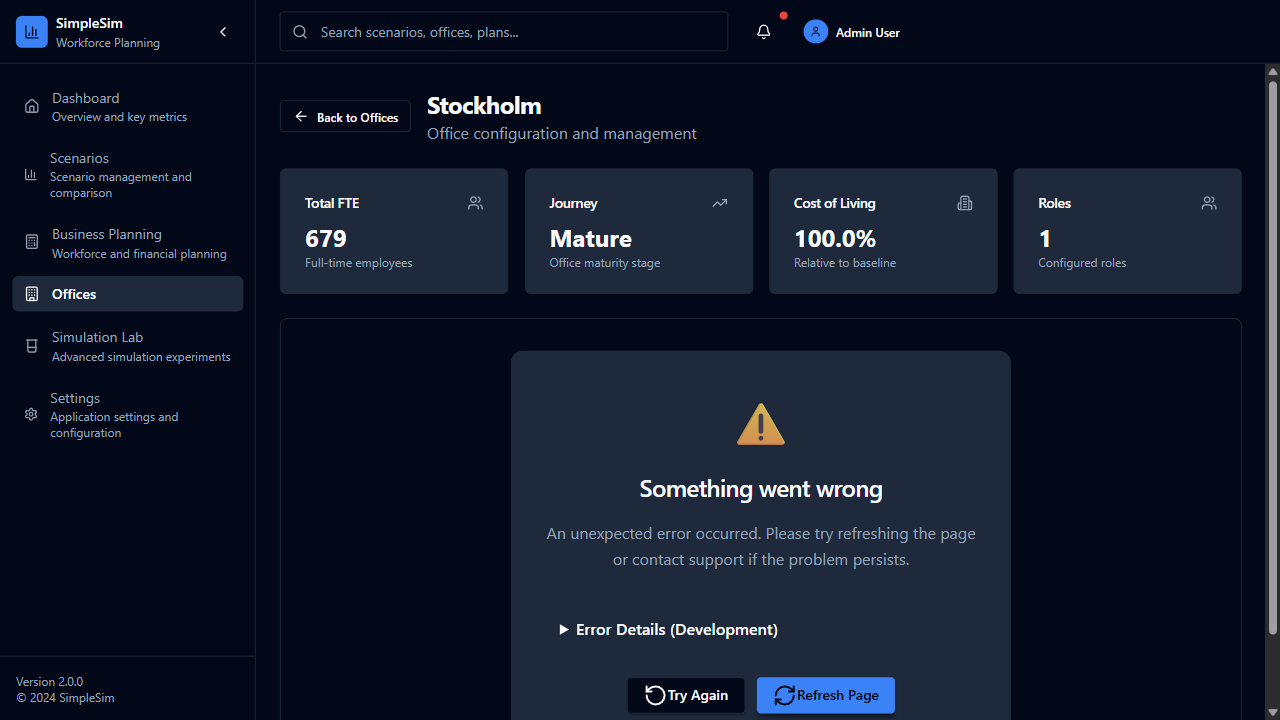 SimpleSim
Workforce Planning
Search scenarios, offices, plans...
Admin User
Dashboard
Overview and key metrics
Scenarios
Scenario management and
comparison
Business Planning
Workforce and financial planning
Offices
Simulation Lab
Advanced simulation experiments
Settings
Application settings and
configuration
Version 2.0.0
© 2024 SimpleSim
Back to Offices
Stockholm
Office configuration and management
Total FTE
679
Full-time employees
Journey
Mature
Office maturity stage
Cost of Living
100.0%
Relative to baseline
Roles
1
Configured roles
Something went wrong
An unexpected error occurred. Please try refreshing the page
or contact support if the problem persists.
Error Details (Development)
Try Again
Refresh Page